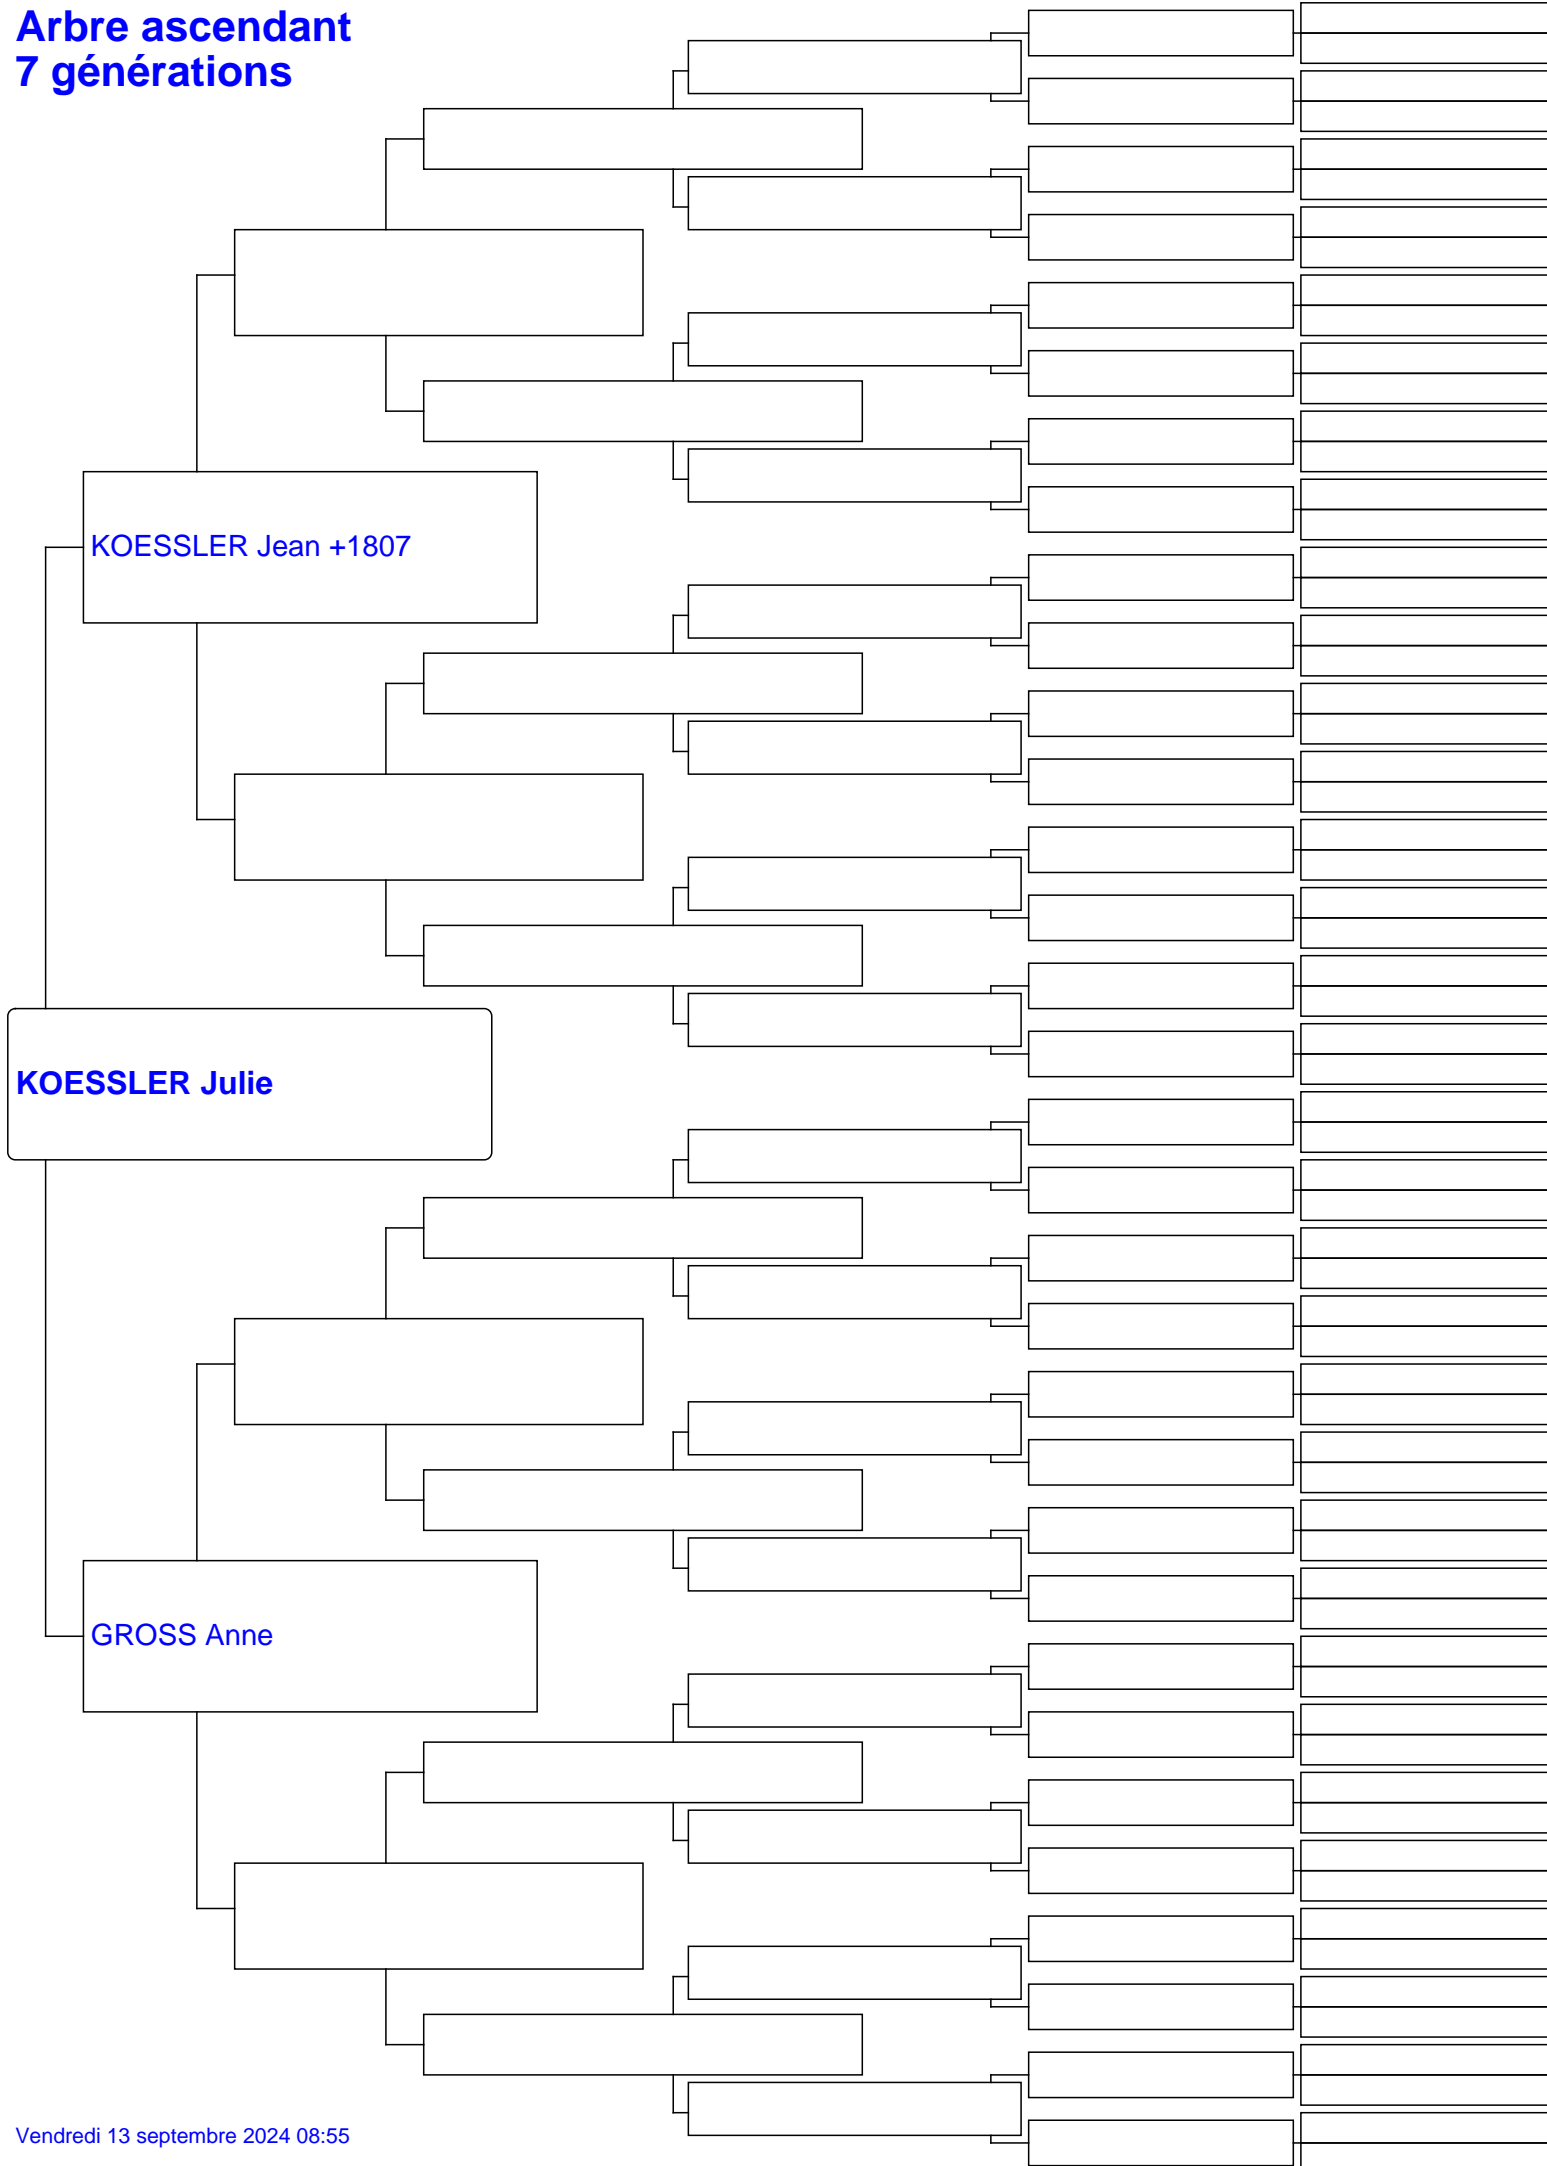 Arbre ascendant
7 générations
KOESSLER Jean +1807
KOESSLER Julie
GROSS Anne
Vendredi 13 septembre 2024 08:55